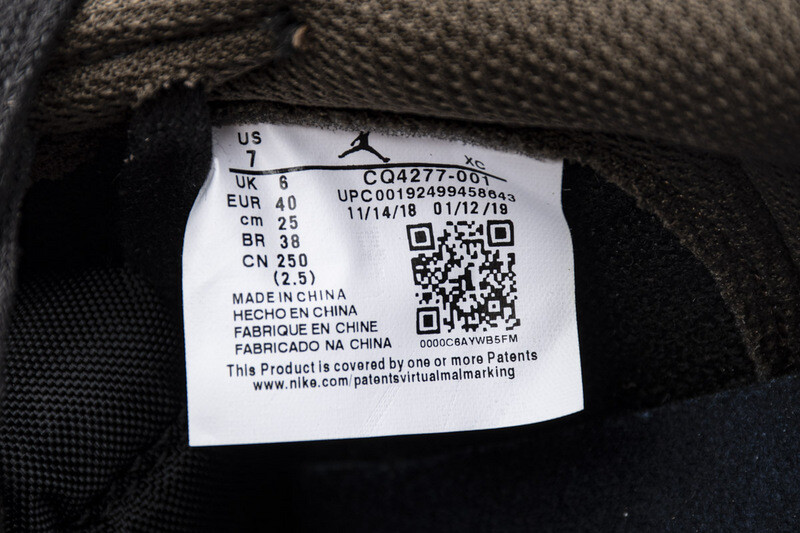 US
7
XC
UK 6 CQ4277-001
EUR 40 UPC00192499458643
cm 25 11/14/18 01/12/19
BR 38
CN 250
(2.5)
MADE IN CHINA
HECHO EN CHINA
FABRIQUE EN CHINE
FABRICADO NA CHINA
0000C6AYWB5FM
This Product is covered by one or more Patents
www.nike.com/patentsvirtualmalmarking